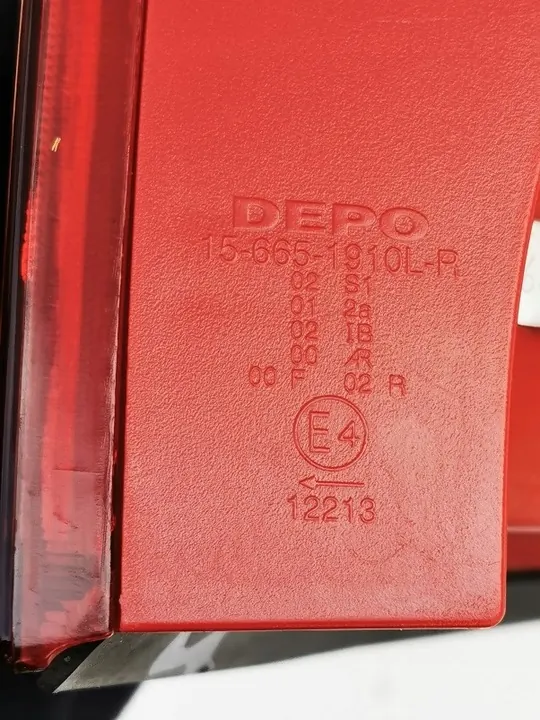 DEPO
15-665-1910L-R
02 S1
01 2a
02 IB
00 AR
00 F 02 R
E4
←
12213